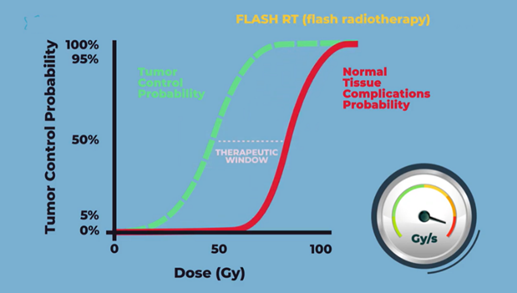 FLASH RT (flash radiotherapy)
Tumor Control Probability
100%
95%
50%
5%
0%
Tumor
Control
Probability
Normal
Tissue
Complications
Probability
THERAPEUTIC
WINDOW
0
50
100
Dose (Gy)
Gy/s